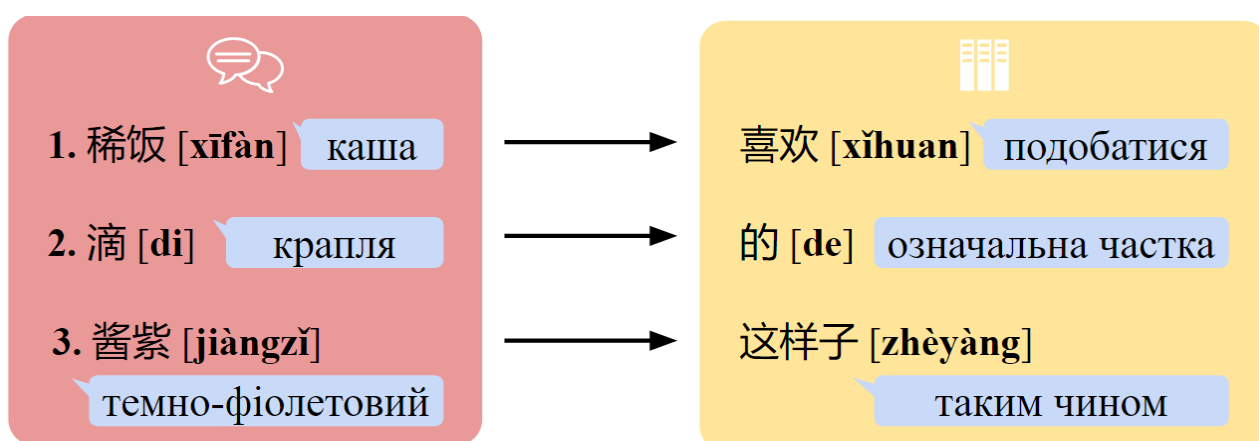 1. 稀饭 [xīfàn] каша
喜欢 [xǐhuan] подобатися
2. 滴 [di] крапля
的 [de] означальна частка
3. 酱紫 [jiàngzǐ]
темно-фіолетовий
这样子 [zhèyàng]
таким чином